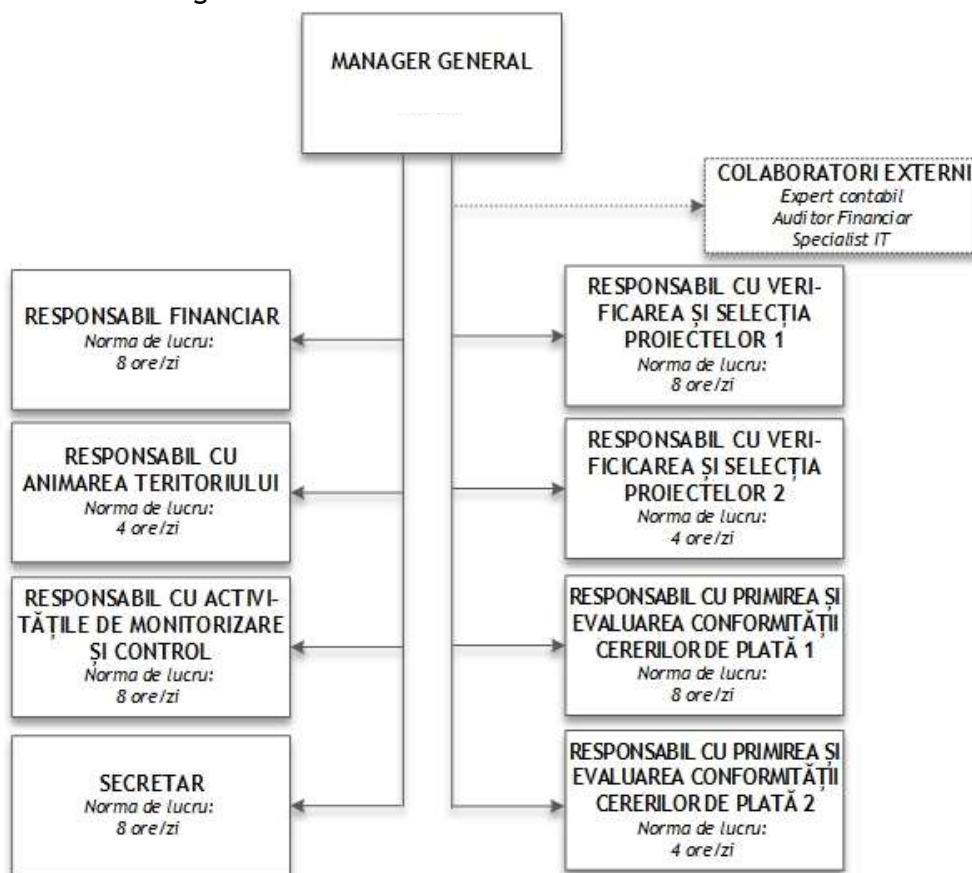 MANAGER GENERAL
COLABORATORI EXTERNI
Expert contabil
Auditor Financiar
Specialist IT
RESPONSABIL FINANCIAR
Norma de lucru:
8 ore/zi
RESPONSABIL CU VERI-
FICAREA ȘI SELECȚIA
PROIECTELOR 1
Norma de lucru:
8 ore/zi
RESPONSABIL CU
ANIMAREA TERITORIULUI
Norma de lucru:
4 ore/zi
RESPONSABIL CU VERI-
FICICAREA ȘI SELECȚIA
PROIECTELOR 2
Norma de lucru:
4 ore/zi
RESPONSABIL CU ACTIVI-
TĂȚILE DE MONITORIZARE
ȘI CONTROL
Norma de lucru:
8 ore/zi
RESPONSABIL CU PRIMIREA ȘI
EVALUAREA CONFORMITĂȚII
CERERILOR DE PLATĂ 1
Norma de lucru:
8 ore/zi
SECRETAR
Norma de lucru:
8 ore/zi
RESPONSABIL CU PRIMIREA ȘI
EVALUAREA CONFORMITĂȚII
CERERILOR DE PLATĂ 2
Norma de lucru:
4 ore/zi